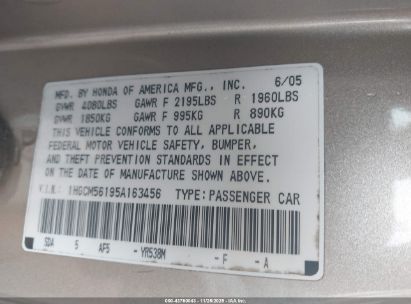 MFD. BY HONDA OF AMERICA MFG., INC. 6/05
GVWR 4080LBS GAWR F 2195LBS R 1960LBS
GVWR 1850KG GAWR F 995KG R 890KG
THIS VEHICLE CONFORMS TO ALL APPLICABLE
FEDERAL MOTOR VEHICLE SAFETY, BUMPER,
AND THEFT PREVENTION STANDARDS IN EFFECT
ON THE DATE OF MANUFACTURE SHOWN ABOVE.
V.I.N.: 1HGCM56195A163456 TYPE:PASSENGER CAR
SDA 5 AF5 - YR538M - F - A